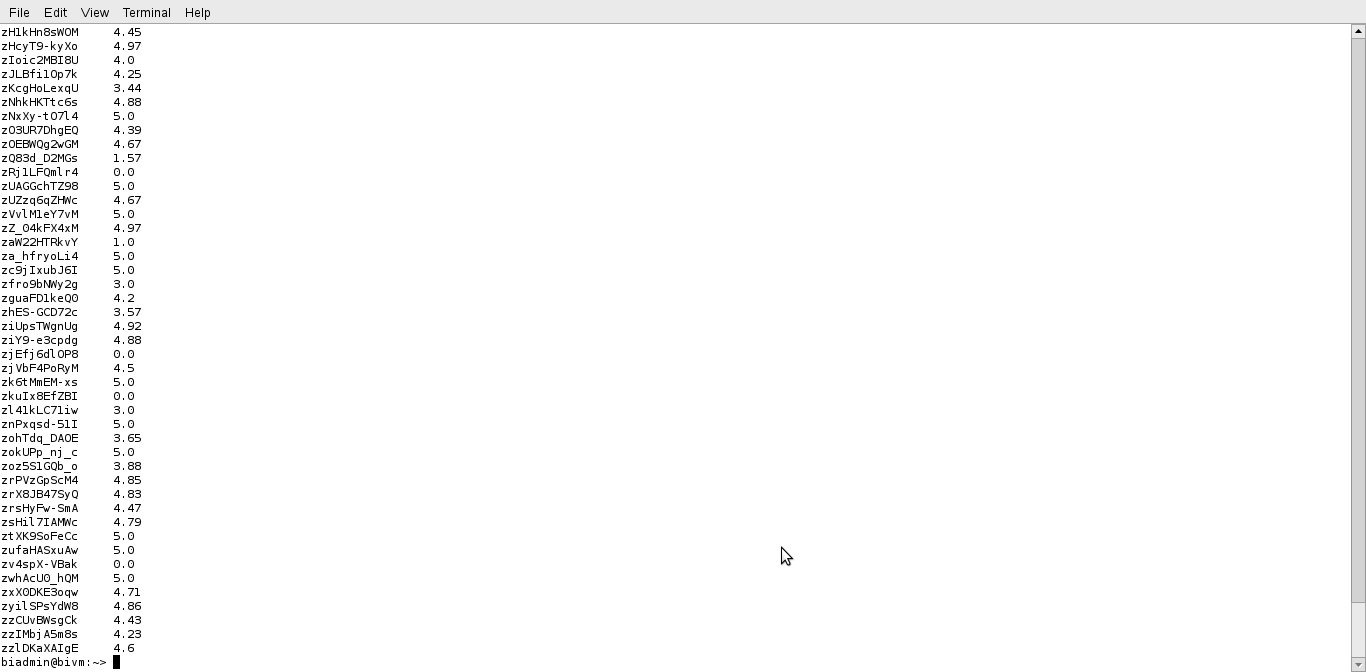 File Edit View Terminal Help
zH1kHn8sWOM 4.45
zHcyT9-kyXo 4.97
zIoic2MBI8U 4.0
zJLBfi1Op7k 4.25
zKcgHoLexqU 3.44
zNhkHKTtc6s 4.88
zNxXy-tO7l4 5.0
zO3UR7DhgEQ 4.39
zOEBWQg2wGM 4.67
zQ83d_D2MGs 1.57
zRj1LFQmlr4 0.0
zUAGGchTZ98 5.0
zUZzq6qZHWc 4.67
zVvlM1eY7vM 5.0
zZ_04kFX4xM 4.97
zaW22HTRkvY 1.0
za_hfryoLi4 5.0
zc9jIxubJ6I 5.0
zfro9bNWy2g 3.0
zguaFD1keQ0 4.2
zhES-GCD72c 3.57
ziUpsTWgnUg 4.92
ziY9-e3cpdg 4.88
zjEfj6dlOP8 0.0
zjVbF4PoRyM 4.5
zk6tMmEM-xs 5.0
zkuIx8EfZBI 0.0
zl41kLC71iw 3.0
znPxqsd-51I 5.0
zohTdq_DAOE 3.65
zokUPp_nj_c 5.0
zoz5S1GQb_o 3.88
zrPVzGpScM4 4.85
zrX8JB47SyQ 4.83
zrsHyFw-SmA 4.47
zsHil7IAMWc 4.79
ztXK9SoFeCc 5.0
zufaHASxuAw 5.0
zv4spX-VBak 0.0
zwhAcU0_hQM 5.0
zxX0DKE3oqw 4.71
zyilSPsYdW8 4.86
zzCUvBWsgCk 4.43
zzIMbjA5m8s 4.23
zzlDKaXAIgE 4.6
biadmin@bivm:~>